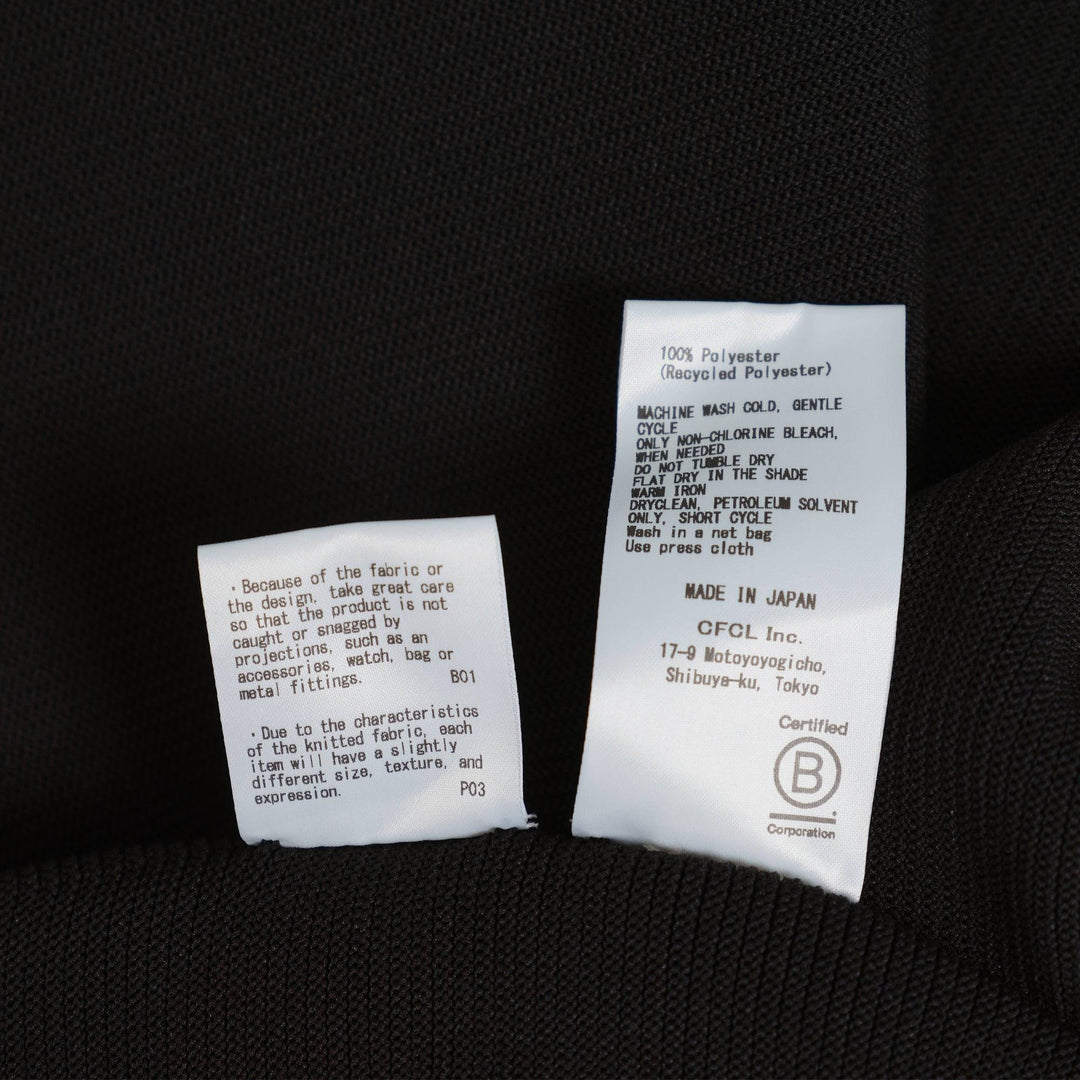 · Because of the fabric or
the design, take great care
so that the product is not
caught or snagged by
projections, such as an
accessories, watch, bag or
metal fittings. B01
· Due to the characteristics
of the knitted fabric, each
item will have a slightly
different size, texture, and
expression. P03
100% Polyester
(Recycled Polyester)
MACHINE WASH COLD, GENTLE
CYCLE
ONLY NON-CHLORINE BLEACH,
WHEN NEEDED
DO NOT TUMBLE DRY
FLAT DRY IN THE SHADE
WARM IRON
DRYCLEAN, PETROLEUM SOLVENT
ONLY, SHORT CYCLE
Wash in a net bag
Use press cloth
MADE IN JAPAN
CFCL Inc.
17-9 Motoyoyogicho,
Shibuya-ku, Tokyo
Certified
B
Corporation